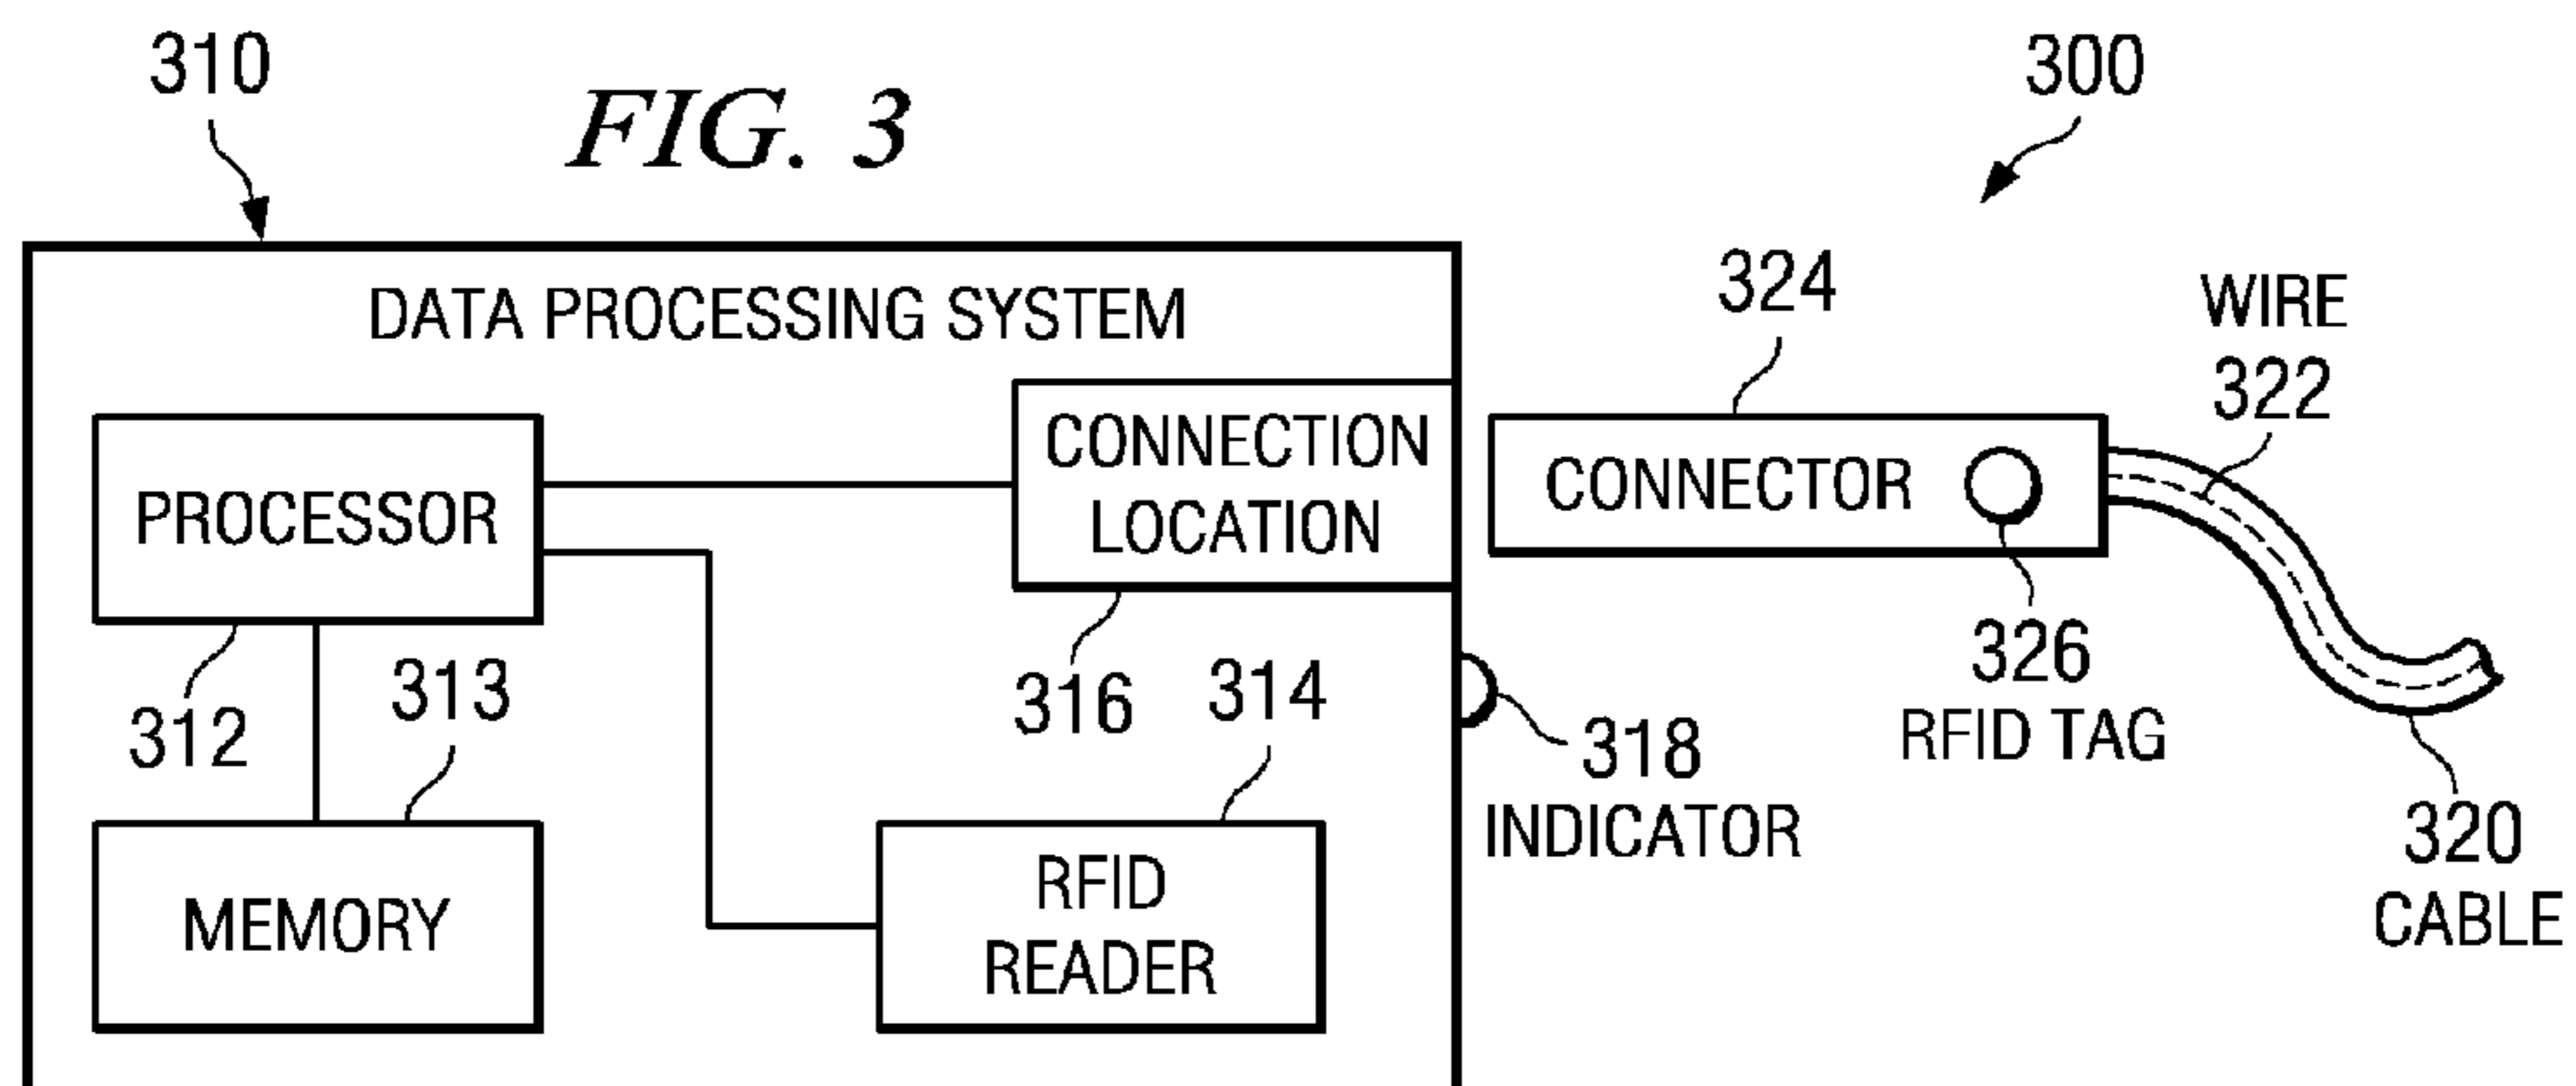 310
FIG. 3
300
DATA PROCESSING SYSTEM
324
WIRE
322
PROCESSOR
CONNECTION
LOCATION
CONNECTOR
312
313
316
314
318
INDICATOR
326
RFID TAG
320
CABLE
MEMORY
RFID
READER